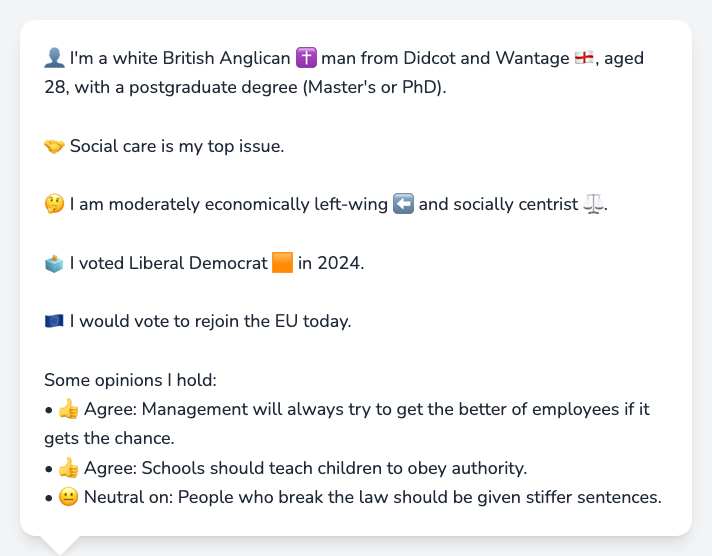 👤 I'm a white British Anglican ✝️ man from Didcot and Wantage 🏴󠁧󠁢󠁥󠁮󠁧󠁿, aged
28, with a postgraduate degree (Master's or PhD).
🤝 Social care is my top issue.
🤔 I am moderately economically left-wing ⬅️ and socially centrist ⚖️.
🗳️ I voted Liberal Democrat 🟧 in 2024.
🇪🇺 I would vote to rejoin the EU today.
Some opinions I hold:
• 👍 Agree: Management will always try to get the better of employees if it
gets the chance.
• 👍 Agree: Schools should teach children to obey authority.
• 😐 Neutral on: People who break the law should be given stiffer sentences.